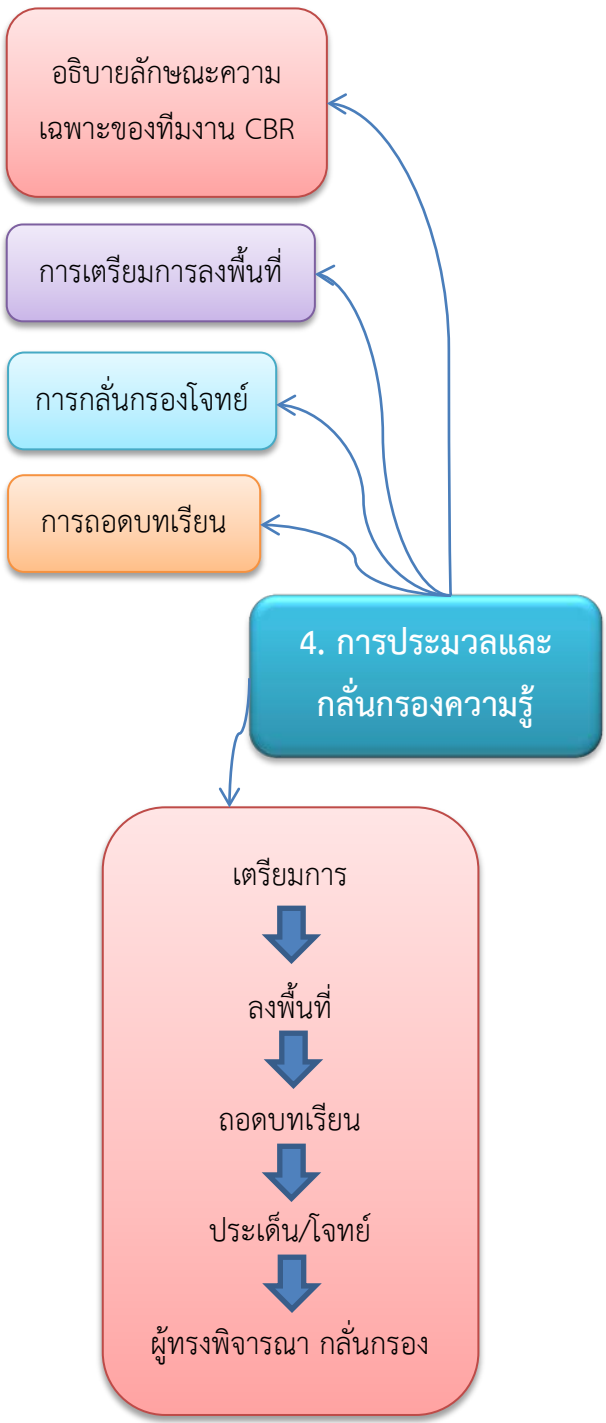 อธิบายลักษณะความ
เฉพาะของทีมงาน CBR
การเตรียมการลงพื้นที่
การกลั่นกรองโจทย์
การถอดบทเรียน
4. การประมวลและ
กลั่นกรองความรู้
เตรียมการ
ลงพื้นที่
ถอดบทเรียน
ประเด็น/โจทย์
ผู้ทรงพิจารณา กลั่นกรอง